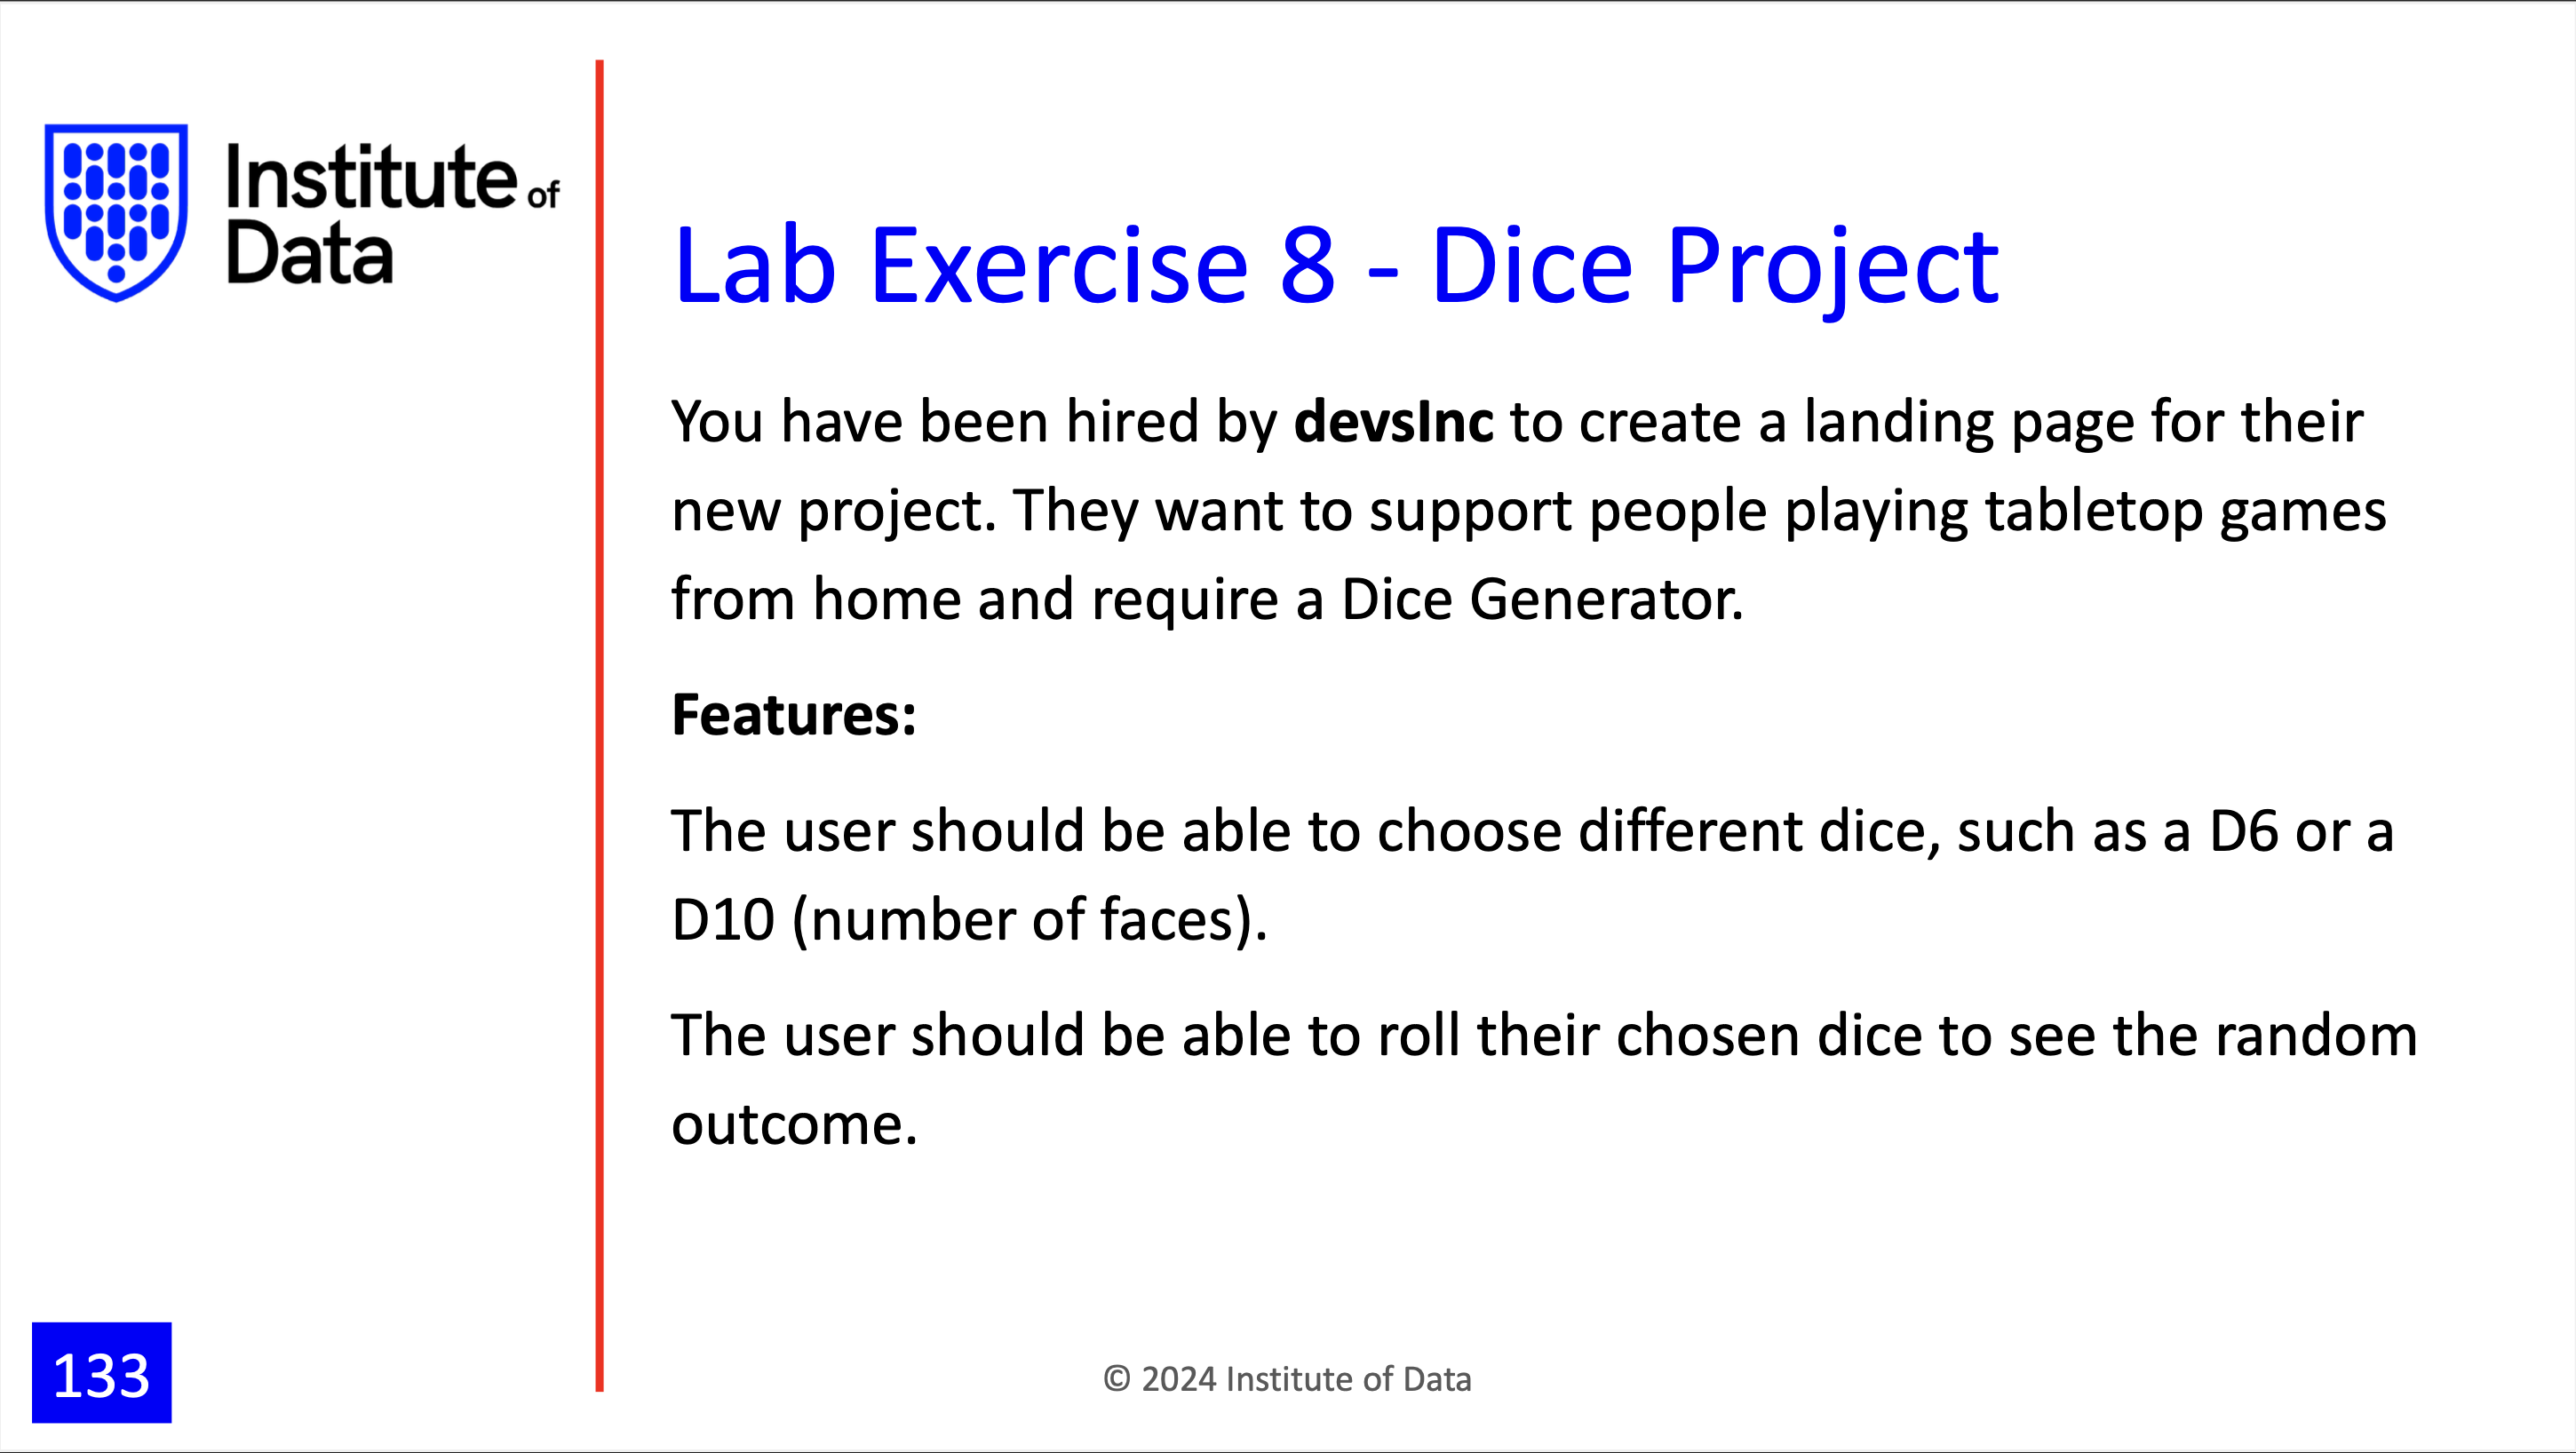 Institute of
Data
Lab Exercise 8 - Dice Project
You have been hired by devsInc to create a landing page for their
new project. They want to support people playing tabletop games
from home and require a Dice Generator.
Features:
The user should be able to choose different dice, such as a D6 or a
D10 (number of faces).
The user should be able to roll their chosen dice to see the random
outcome.
133
© 2024 Institute of Data